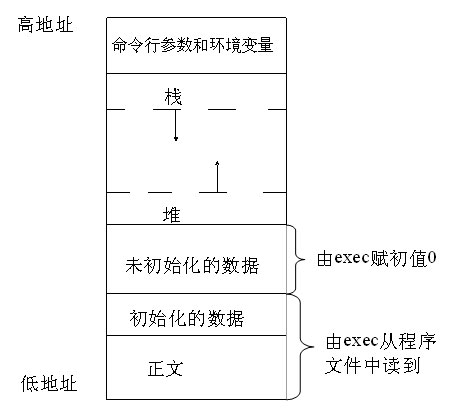 高地址
命令行参数和环境变量
栈
堆
未初始化的数据
由exec赋初值0
初始化的数据
由exec从程序
文件中读到
正文
低地址